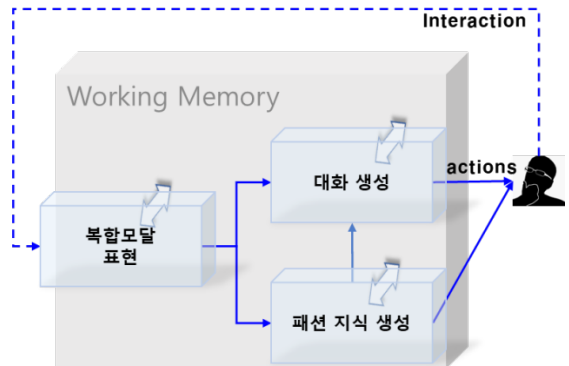 Interaction
Working Memory
대화 생성
actions
복합모달
표현
패션 지식 생성